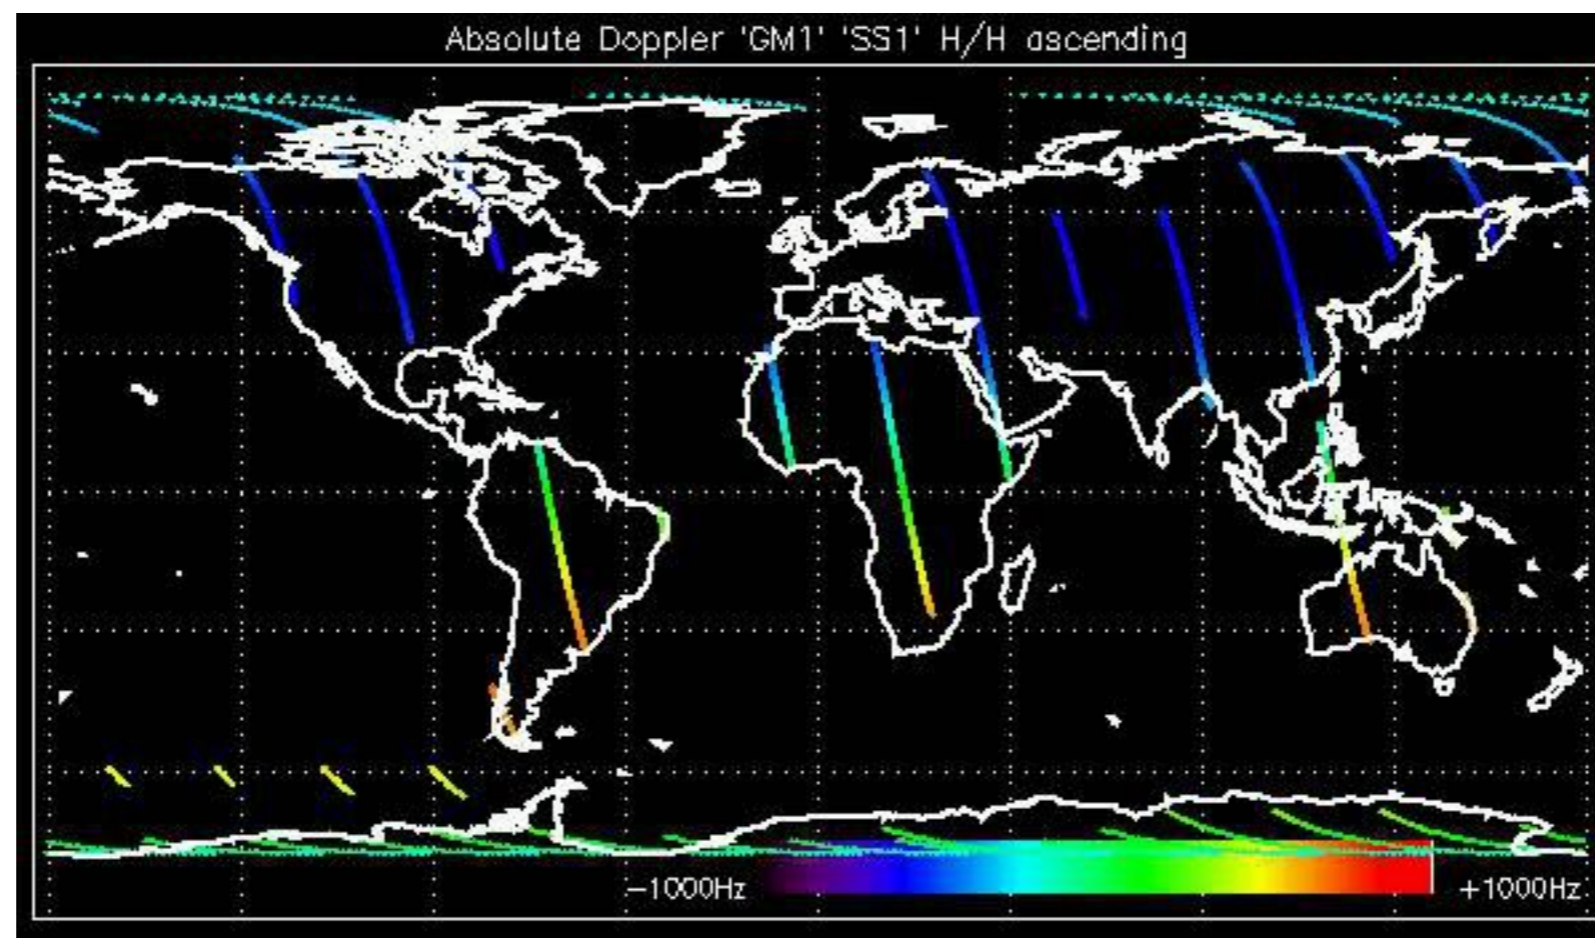 Absolute Doppler 'GM1' 'SS1' H/H ascending
−1000Hz
+1000Hz